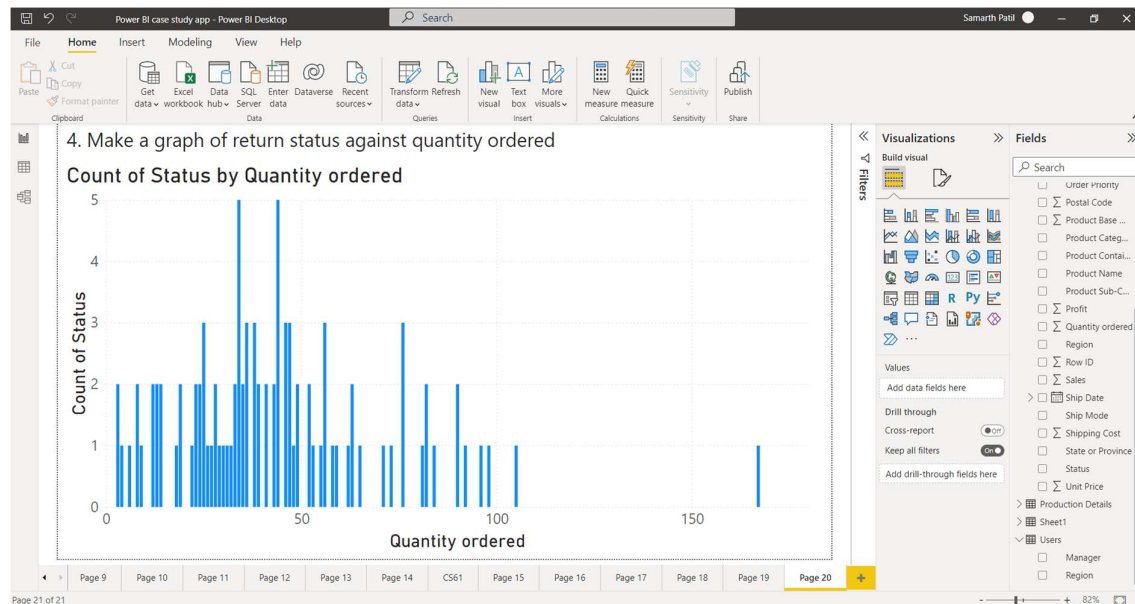 Power BI case study app - Power BI Desktop
Search
Samarth Patil
File Home Insert Modeling View Help
Paste
Cut
Copy
Format painter
Get data
Excel workbook
Data hub
SQL Server
Enter data
Dataverse
Recent sources
Transform data
Refresh
New visual
Text box
More visuals
New measure
Quick measure
Sensitivity
Publish
Clipboard
Data
Queries
Insert
Calculations
Sensitivity
Share
4. Make a graph of return status against quantity ordered
Count of Status by Quantity ordered
Count of Status
5
4
3
2
1
0
0 50 100 150
Quantity ordered
Filters
Visualizations
Build visual
123
R Py
...
Values
Add data fields here
Drill through
Cross-report
Off
Keep all filters
On
Add drill-through fields here
Fields
Search
Order Priority
Postal Code
Product Base ...
Product Categ...
Product Contai...
Product Name
Product Sub-C...
Profit
Quantity ordered
Region
Row ID
Sales
Ship Date
Ship Mode
Shipping Cost
State or Province
Status
Unit Price
Production Details
Sheet1
Users
Manager
Region
Page 9 Page 10 Page 11 Page 12 Page 13 Page 14 CS61 Page 15 Page 16 Page 17 Page 18 Page 19 Page 20
Page 21 of 21
82%